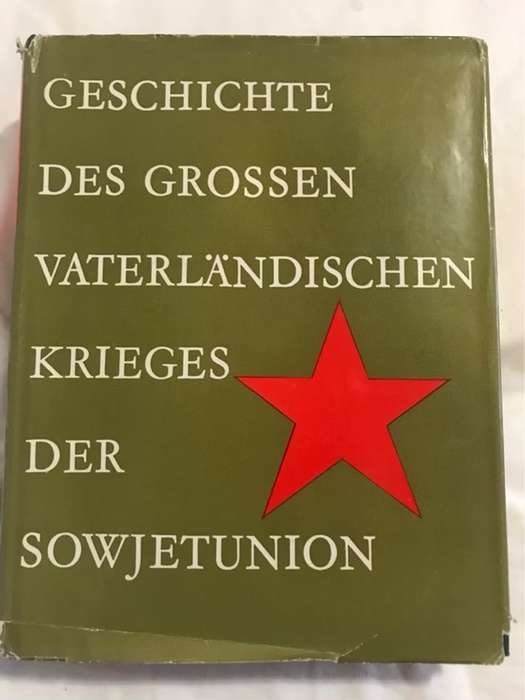 GESCHICHTE
DES GROSSEN
VATERLÄNDISCHEN
KRIEGES
DER
SOWJETUNION